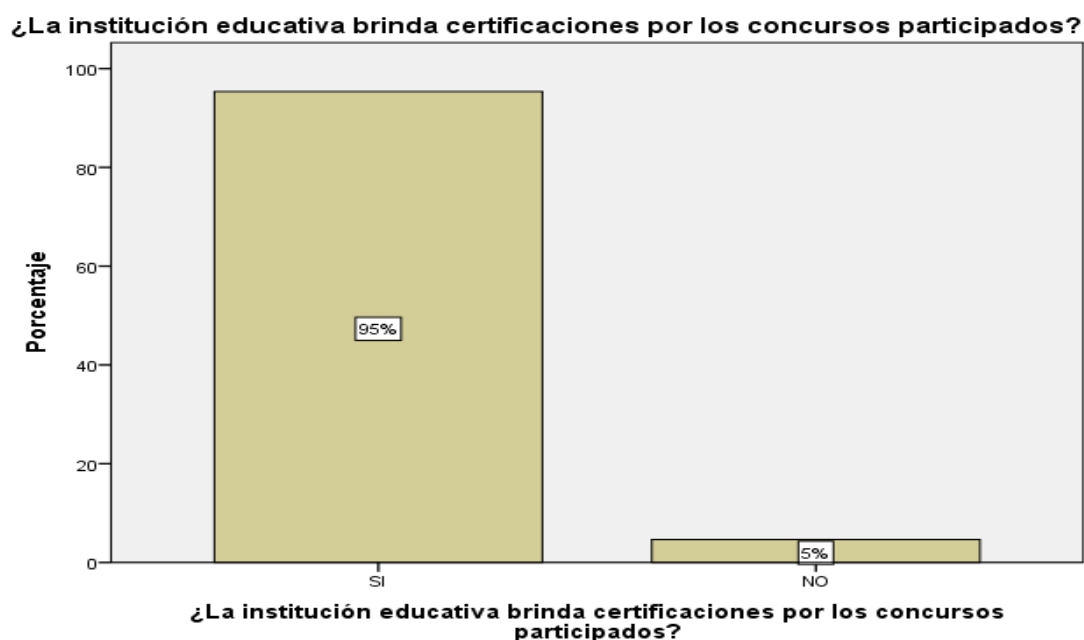 ¿La institución educativa brinda certificaciones por los concursos participados?
100
80
60
40
20
0
Porcentaje
95%
5%
SI
NO
¿La institución educativa brinda certificaciones por los concursos
participados?